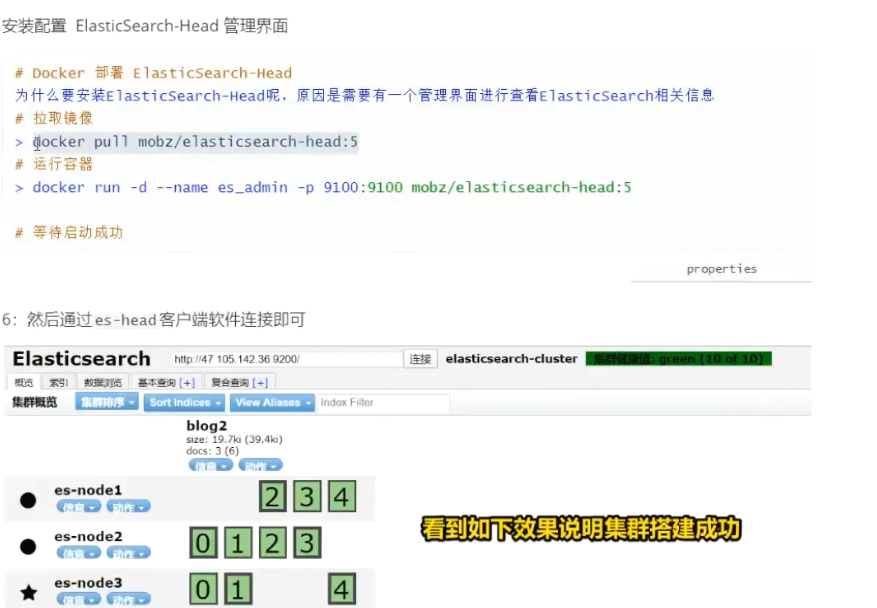 安装配置 ElasticSearch-Head 管理界面
# Docker 部署 ElasticSearch-Head
为什么要安装ElasticSearch-Head呢，原因是需要有一个管理界面进行查看ElasticSearch相关信息
# 拉取镜像
> docker pull mobz/elasticsearch-head:5
# 运行容器
> docker run -d --name es_admin -p 9100:9100 mobz/elasticsearch-head:5
# 等待启动成功
properties
6：然后通过es-head客户端软件连接即可
Elasticsearch http://47.105.142.36:9200/ 连接 elasticsearch-cluster 集群健康值: green (10 of 10)
概览 索引 数据浏览 基本查询 [+] 复合查询 [+]
集群概览 集群排序 Sort Indices View Aliases Index Filter
blog2
size: 19.7ki (39.4ki)
docs: 3 (6)
信息 动作
es-node1 2 3 4
信息 动作
看到如下效果说明集群搭建成功
es-node2 0 1 2 3
信息 动作
es-node3 0 1 4
信息 动作